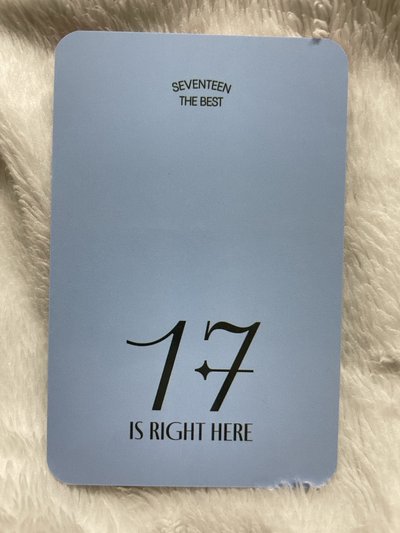 SEVENTEEN
THE BEST
17
IS RIGHT HERE